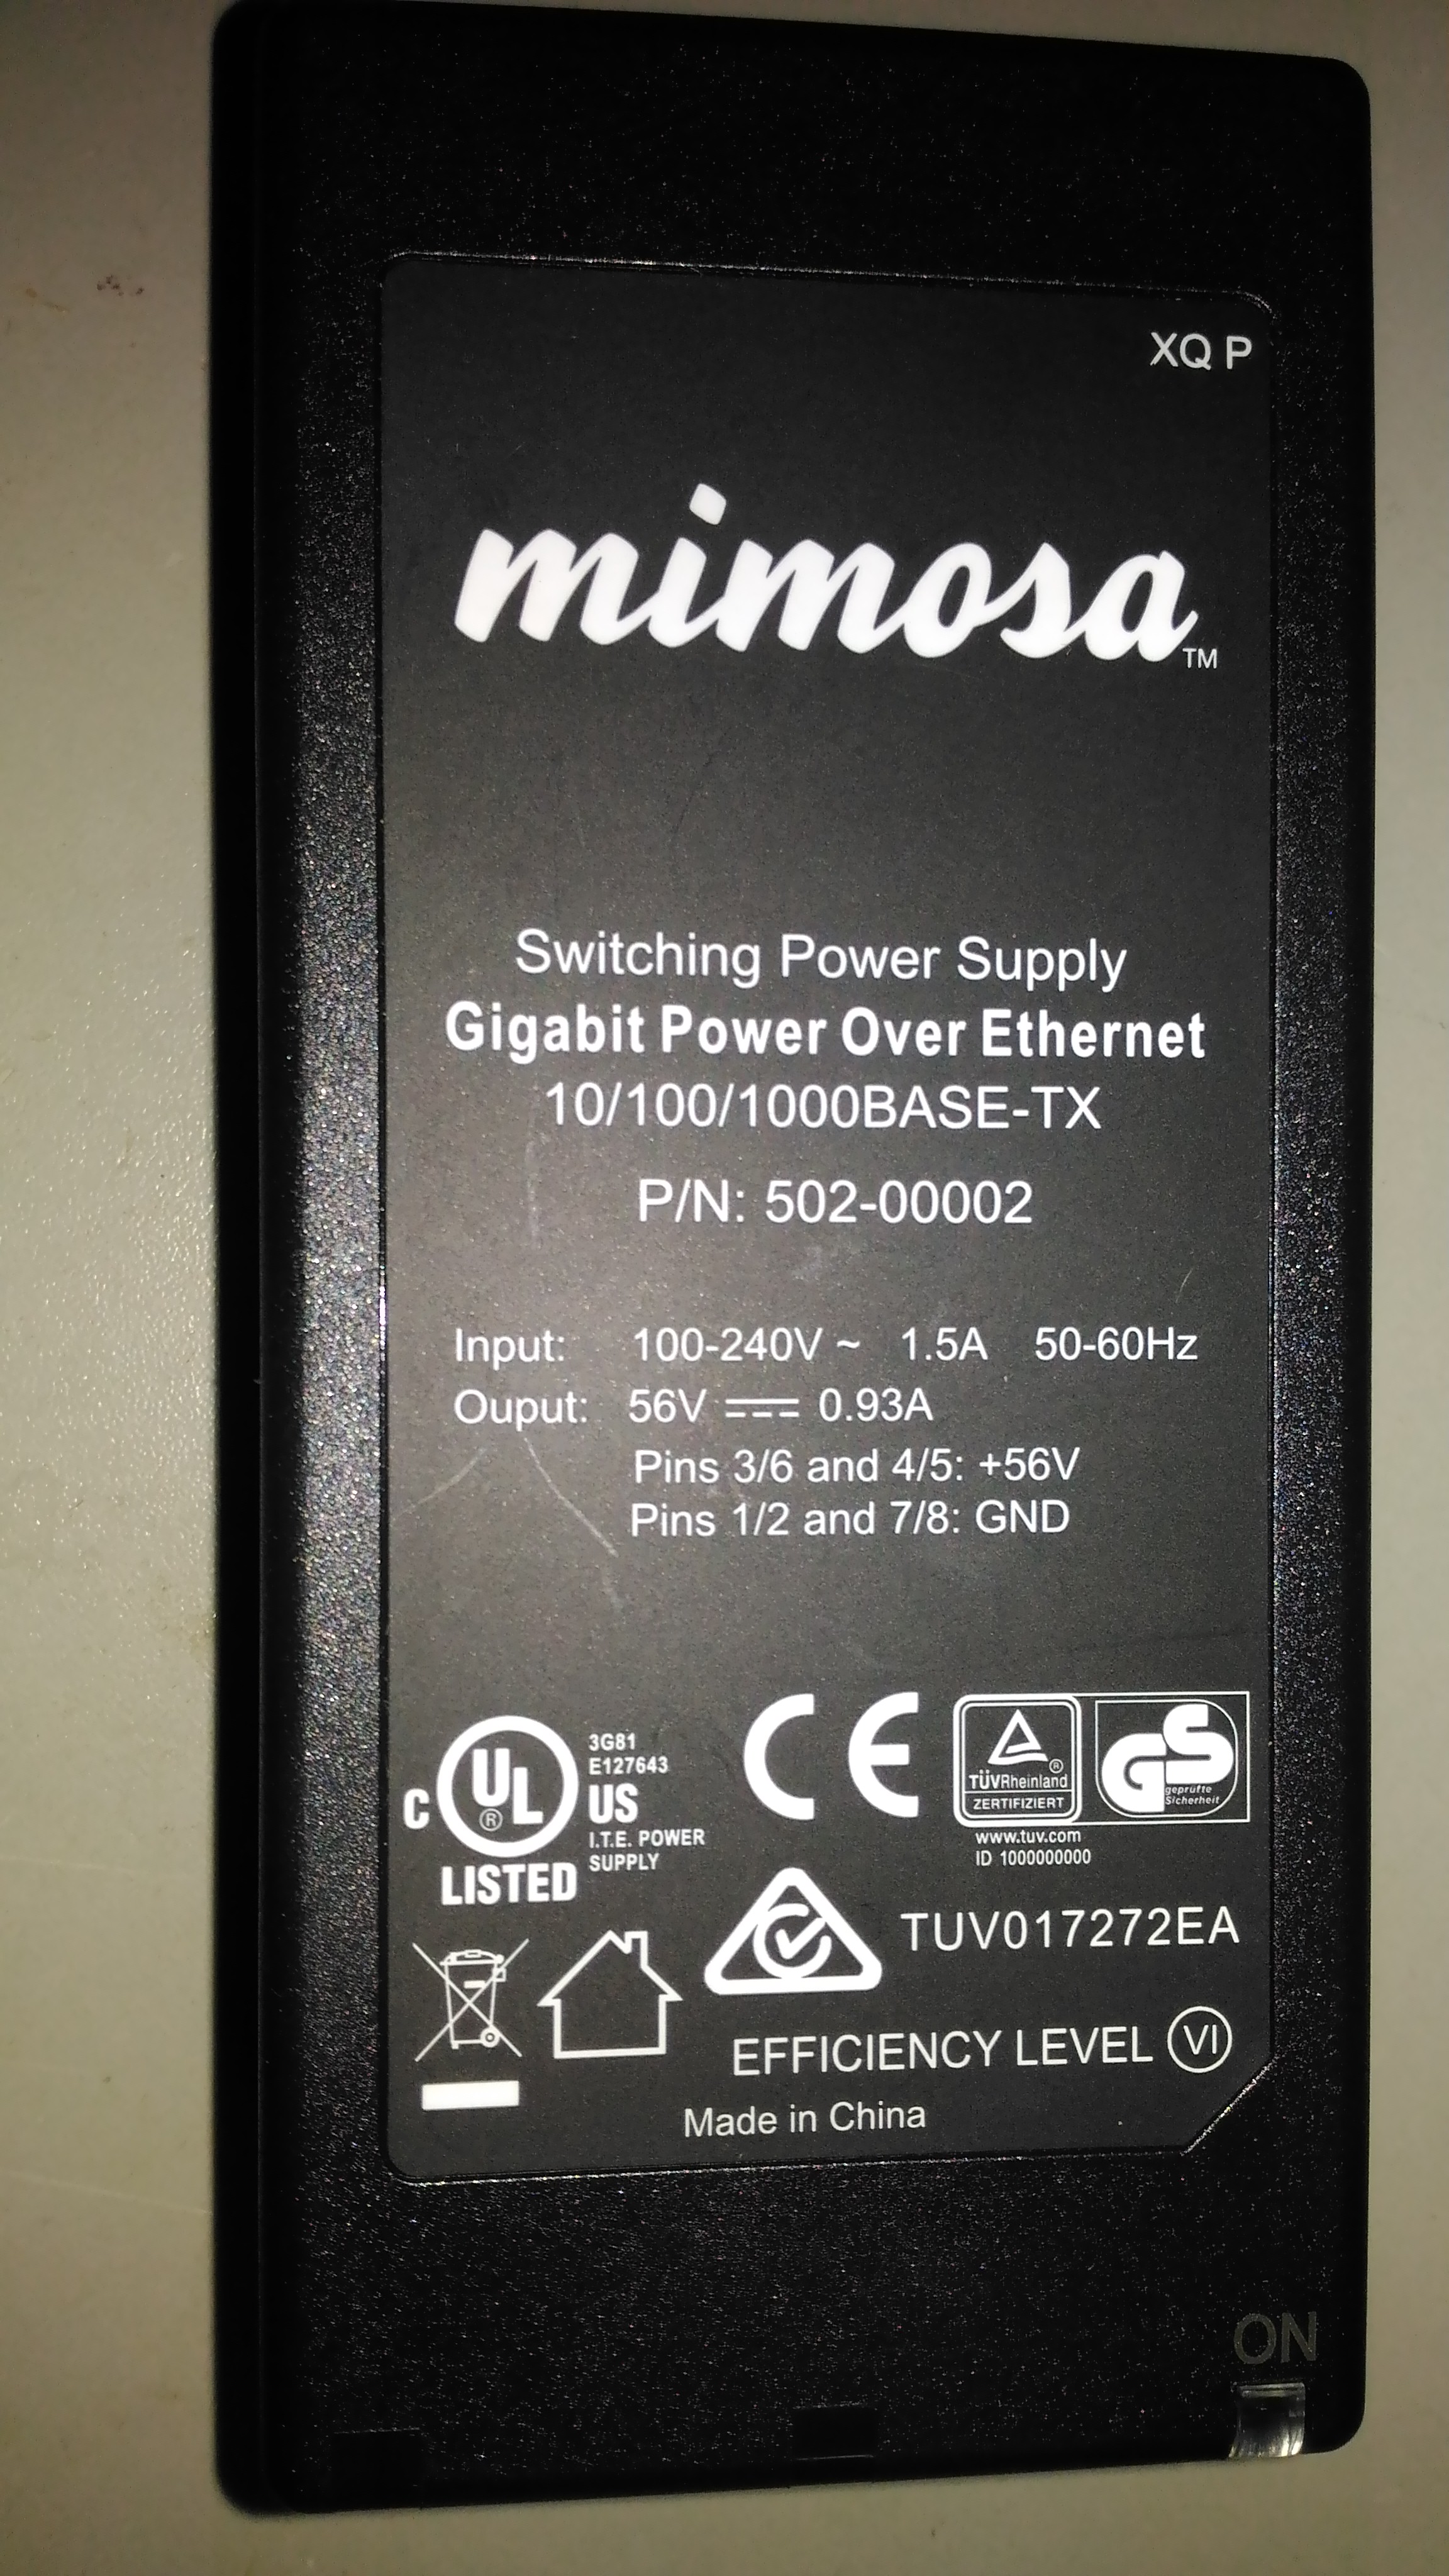 XQ P
mimosa™
Switching Power Supply
Gigabit Power Over Ethernet
10/100/1000BASE-TX
P/N: 502-00002
Input: 100-240V ~ 1.5A 50-60Hz
Ouput: 56V ⎓ 0.93A
Pins 3/6 and 4/5: +56V
Pins 1/2 and 7/8: GND
C UL ® LISTED
3G81
E127643
US
I.T.E. POWER
SUPPLY
CE
TÜVRheinland ®
ZERTIFIZIERT
GS
geprüfte
Sicherheit
www.tuv.com
ID 1000000000
TUV017272EA
EFFICIENCY LEVEL VI
Made in China
ON